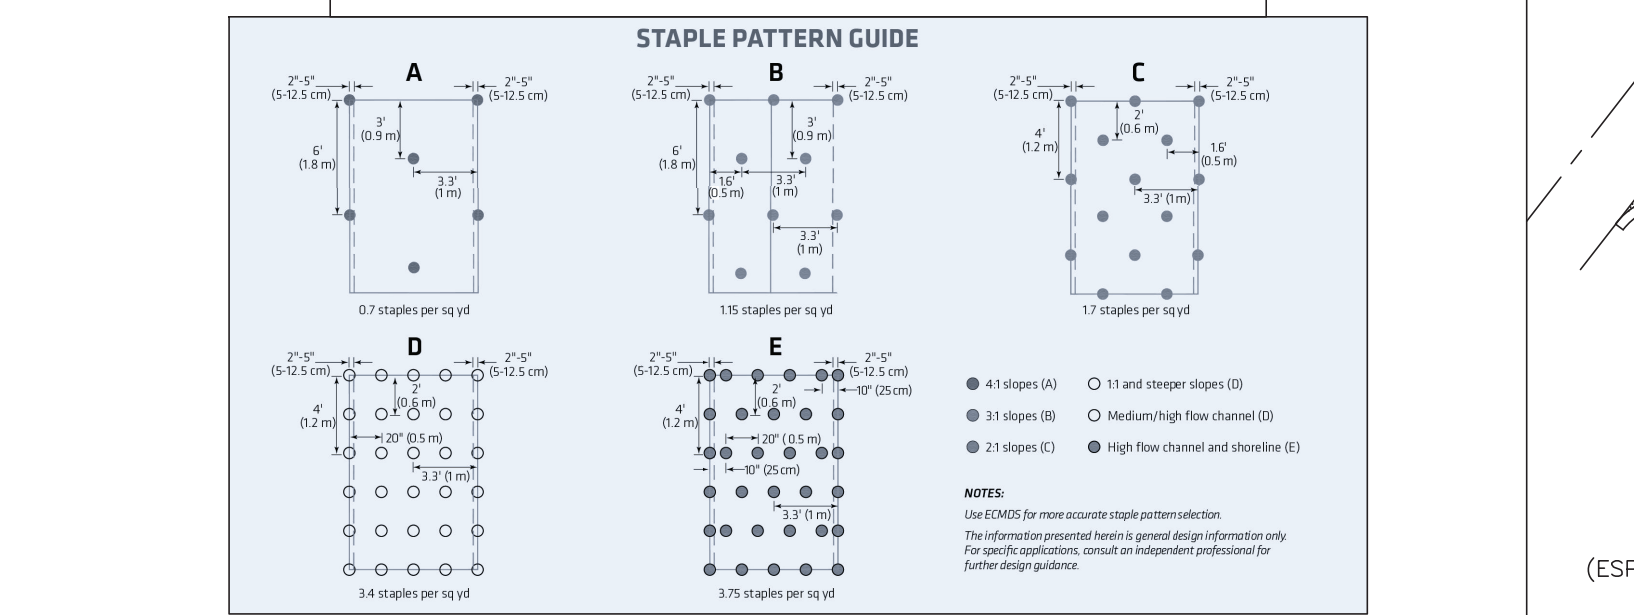 STAPLE PATTERN GUIDE
A
2"-5"
(5-12.5 cm)
2"-5"
(5-12.5 cm)
3'
(0.9 m)
6'
(1.8 m)
3.3'
(1 m)
0.7 staples per sq yd
B
2"-5"
(5-12.5 cm)
2"-5"
(5-12.5 cm)
3'
(0.9 m)
6'
(1.8 m)
1.6'
(0.5 m)
3.3'
(1 m)
3.3'
(1 m)
1.15 staples per sq yd
C
2"-5"
(5-12.5 cm)
2"-5"
(5-12.5 cm)
2'
(0.6 m)
4'
(1.2 m)
1.6'
(0.5 m)
3.3' (1 m)
1.7 staples per sq yd
D
2"-5"
(5-12.5 cm)
2"-5"
(5-12.5 cm)
2'
(0.6 m)
4'
(1.2 m)
20" (0.5 m)
3.3' (1 m)
3.4 staples per sq yd
E
2"-5"
(5-12.5 cm)
2"-5"
(5-12.5 cm)
10" (25 cm)
2'
(0.6 m)
4'
(1.2 m)
20" ( 0.5 m)
10" (25 cm)
3.3' (1 m)
3.75 staples per sq yd
4:1 slopes (A)
3:1 slopes (B)
2:1 slopes (C)
1:1 and steeper slopes (D)
Medium/high flow channel (D)
High flow channel and shoreline (E)
NOTES:
Use ECMDS for more accurate staple pattern selection.
The information presented herein is general design information only.
For specific applications, consult an independent professional for
further design guidance.